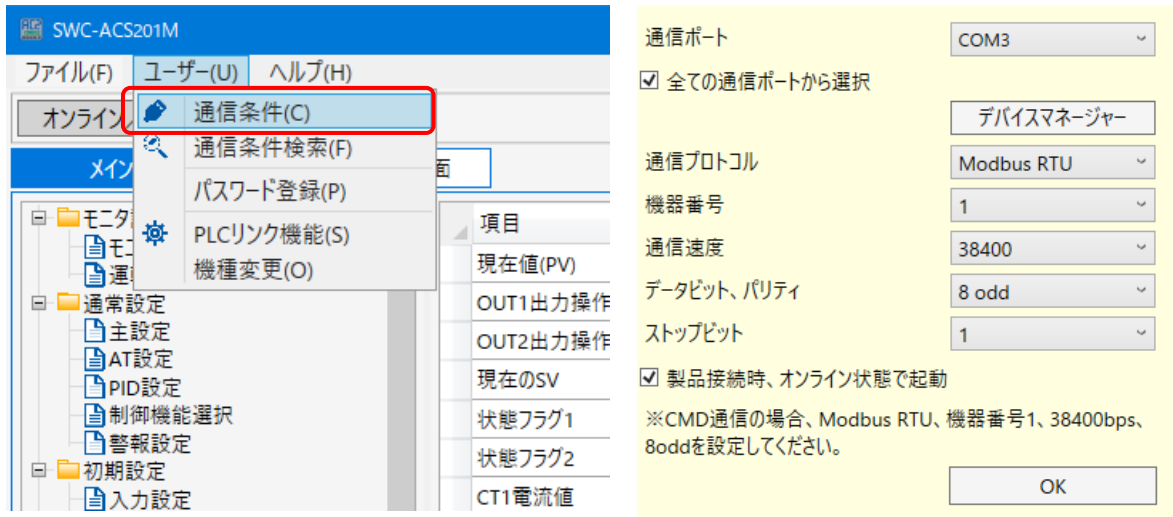 SWC-ACS201M
ファイル(F) ユーザー(U) ヘルプ(H)
オンライン
通信条件(C)
通信条件検索(F)
パスワード登録(P)
PLCリンク機能(S)
機種変更(O)
メイン
面
モニタ
モニ
運
通常設定
主設定
AT設定
PID設定
制御機能選択
警報設定
初期設定
入力設定
項目
現在値(PV)
OUT1出力操作
OUT2出力操作
現在のSV
状態フラグ1
状態フラグ2
CT1電流値
通信ポート COM3
全ての通信ポートから選択
デバイスマネージャー
通信プロトコル Modbus RTU
機器番号 1
通信速度 38400
データビット、パリティ 8 odd
ストップビット 1
製品接続時、オンライン状態で起動
※CMD通信の場合、Modbus RTU、機器番号1、38400bps、
8oddを設定してください。
OK